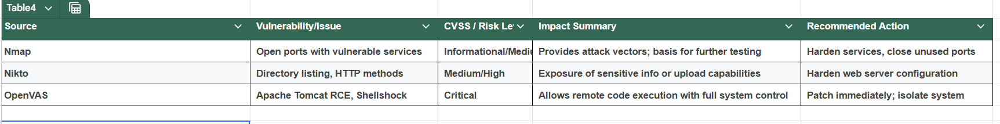 Table4
Source Vulnerability/Issue CVSS / Risk Le Impact Summary Recommended Action
Nmap Open ports with vulnerable services Informational/Mediu Provides attack vectors; basis for further testing Harden services, close unused ports
Nikto Directory listing, HTTP methods Medium/High Exposure of sensitive info or upload capabilities Harden web server configuration
OpenVAS Apache Tomcat RCE, Shellshock Critical Allows remote code execution with full system control Patch immediately; isolate system